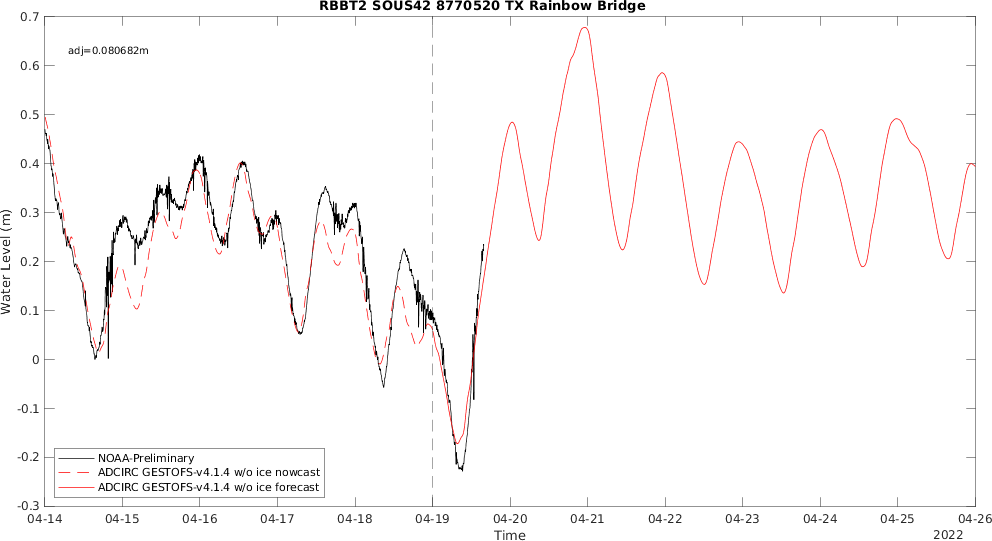 RBBT2 SOUS42 8770520 TX Rainbow Bridge
adj=0.080682m
Water Level (m)
0.7
0.6
0.5
0.4
0.3
0.2
0.1
0
-0.1
-0.2
-0.3
NOAA-Preliminary
ADCIRC GESTOFS-v4.1.4 w/o ice nowcast
ADCIRC GESTOFS-v4.1.4 w/o ice forecast
04-14 04-15 04-16 04-17 04-18 04-19 04-20 04-21 04-22 04-23 04-24 04-25 04-26
Time
2022